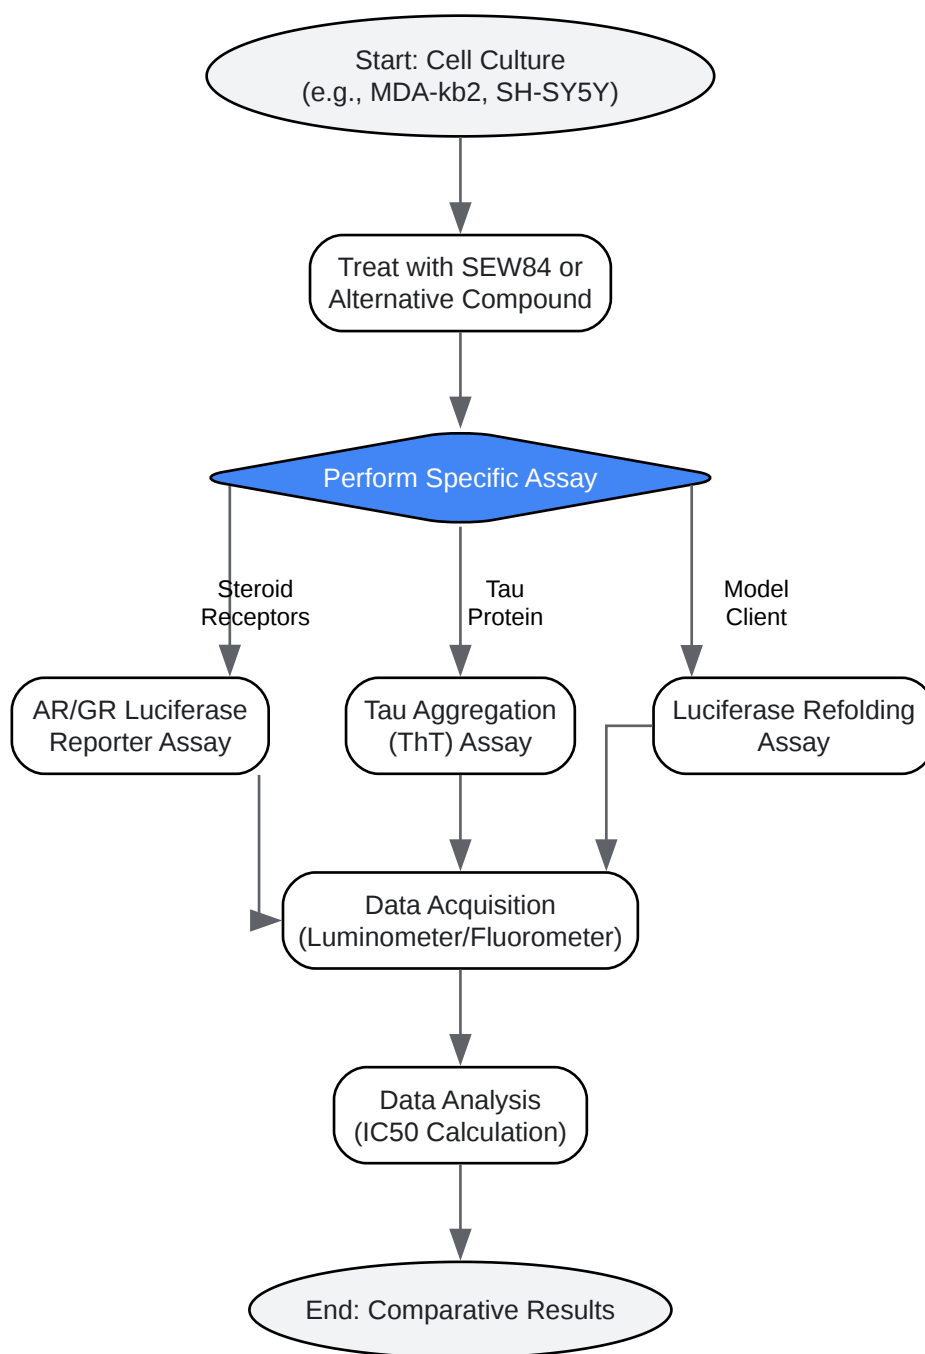 Start: Cell Culture
(e.g., MDA-kb2, SH-SY5Y)
Treat with SEW84 or
Alternative Compound
Perform Specific Assay
Steroid
Receptors
Tau
Protein
Model
Client
AR/GR Luciferase
Reporter Assay
Tau Aggregation
(ThT) Assay
Luciferase Refolding
Assay
Data Acquisition
(Luminometer/Fluorometer)
Data Analysis
(IC50 Calculation)
End: Comparative Results